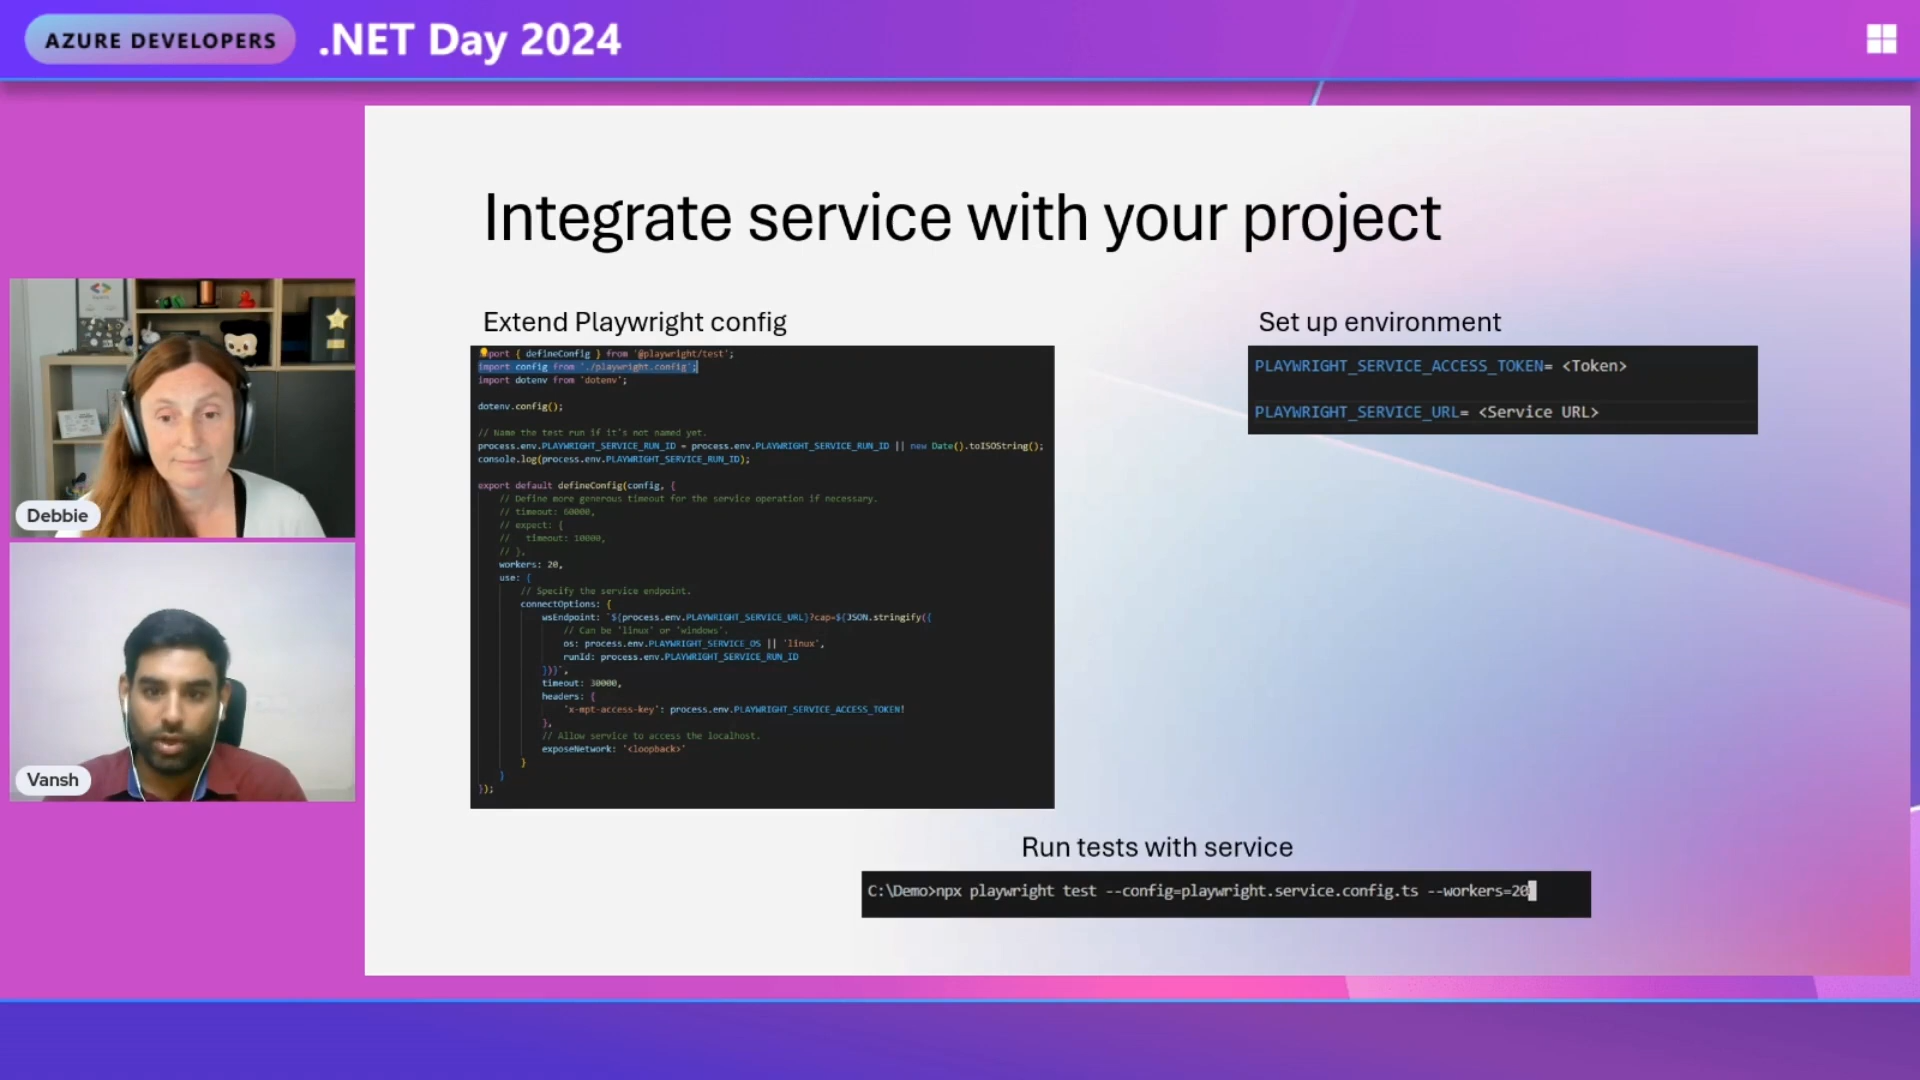 AZURE DEVELOPERS .NET Day 2024
Integrate service with your project
Extend Playwright config
import { defineConfig } from '@playwright/test';
import config from './playwright.config';
import dotenv from 'dotenv';
dotenv.config();
// Name the test run if it's not named yet.
process.env.PLAYWRIGHT_SERVICE_RUN_ID = process.env.PLAYWRIGHT_SERVICE_RUN_ID || new Date().toISOString();
console.log(process.env.PLAYWRIGHT_SERVICE_RUN_ID);
export default defineConfig(config, {
// Define more generous timeout for the service operation if necessary.
// timeout: 60000,
// expect: {
//   timeout: 10000,
// },
workers: 20,
use: {
// Specify the service endpoint.
connectOptions: {
wsEndpoint: `${process.env.PLAYWRIGHT_SERVICE_URL}?cap=${JSON.stringify({
// Can be 'linux' or 'windows'.
os: process.env.PLAYWRIGHT_SERVICE_OS || 'linux',
runId: process.env.PLAYWRIGHT_SERVICE_RUN_ID
})}`,
timeout: 30000,
headers: {
'x-mpt-access-key': process.env.PLAYWRIGHT_SERVICE_ACCESS_TOKEN!
},
// Allow service to access the localhost.
exposeNetwork: '<loopback>'
}
}
});
Set up environment
PLAYWRIGHT_SERVICE_ACCESS_TOKEN= <Token>
PLAYWRIGHT_SERVICE_URL= <Service URL>
Run tests with service
C:\Demo>npx playwright test --config=playwright.service.config.ts --workers=20
Debbie
Vansh